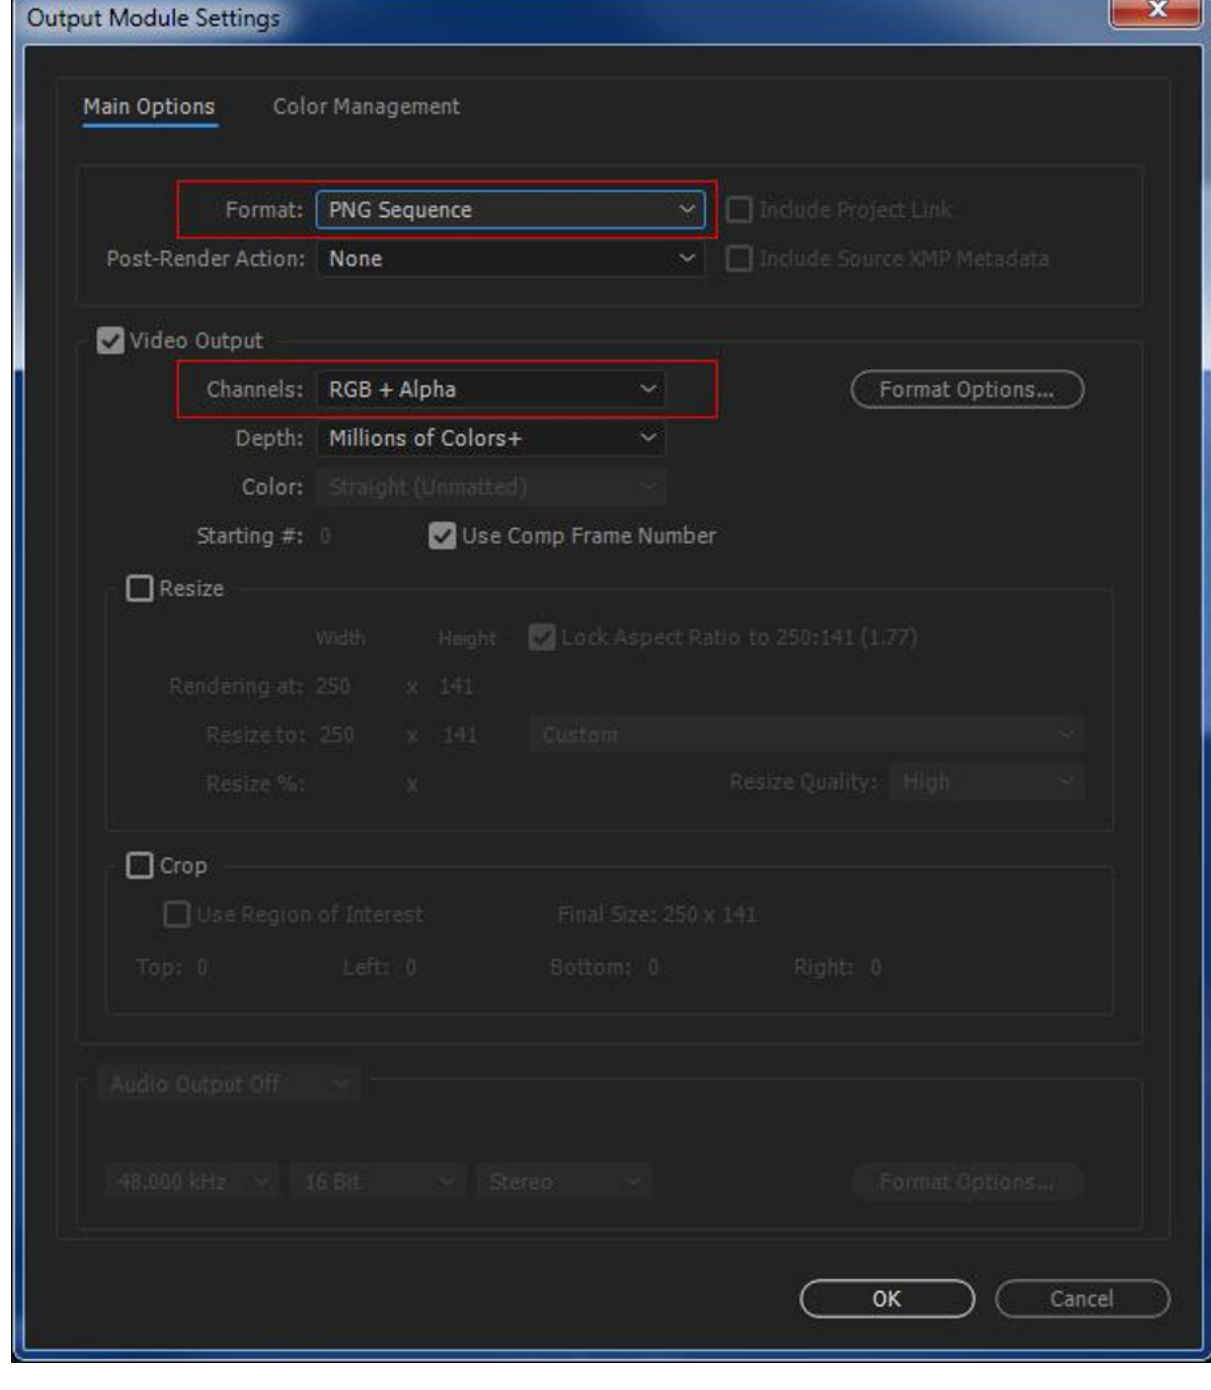 Output Module Settings
Main Options Color Management
Format: PNG Sequence Include Project Link
Post-Render Action: None Include Source XMP Metadata
Video Output
Channels: RGB + Alpha Format Options...
Depth: Millions of Colors+
Color: Straight (Unmatted)
Starting #: 0 Use Comp Frame Number
Resize
Width Height Lock Aspect Ratio to 250:141 (1.77)
Rendering at: 250 x 141
Resize to: 250 x 141 Custom
Resize %: x Resize Quality: High
Crop
Use Region of Interest Final Size: 250 x 141
Top: 0 Left: 0 Bottom: 0 Right: 0
Audio Output Off
48.000 kHz 16 Bit Stereo Format Options...
OK Cancel